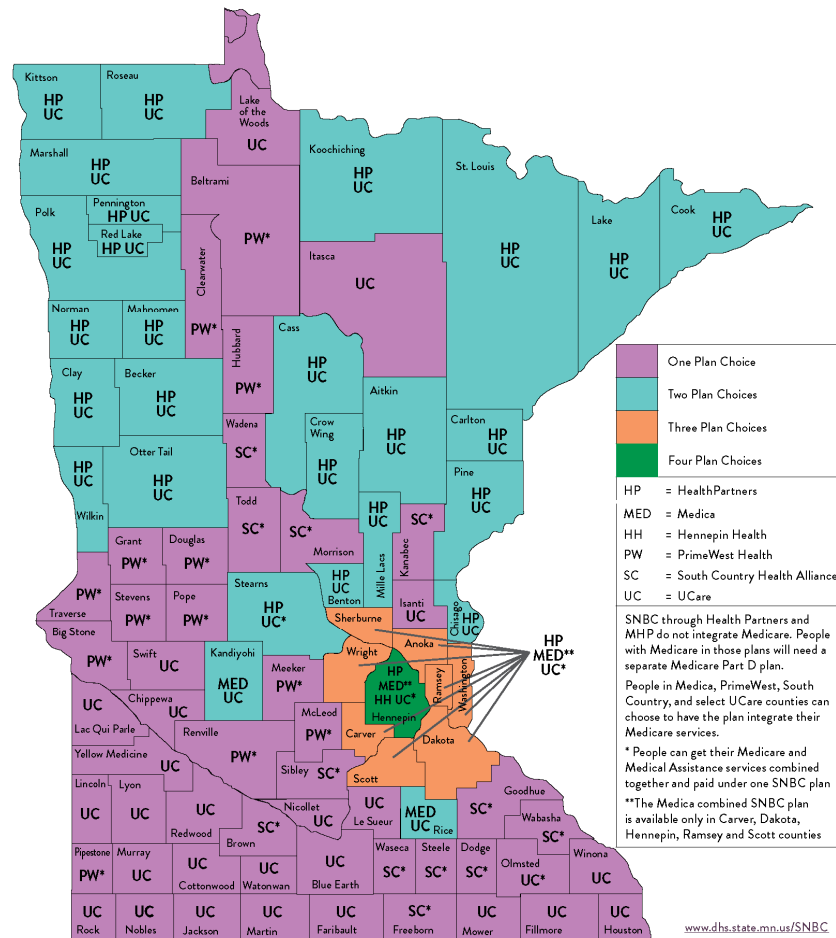 Kittson
HP
UC
Roseau
HP
UC
Lake
of the
Woods
UC
Marshall
HP
UC
Beltrami
PW*
Koochiching
HP
UC
St. Louis
HP
UC
Lake
HP
UC
Cook
HP
UC
Polk
HP
UC
Pennington
HP UC
Red Lake
HP UC
Clearwater
PW*
Itasca
UC
Norman
HP
UC
Mahnomen
HP
UC
Hubbard
PW*
Cass
HP
UC
Clay
HP
UC
Becker
HP
UC
Aitkin
HP
UC
Wadena
SC*
Crow
Wing
HP
UC
Carlton
HP
UC
Otter Tail
HP
UC
HP
UC
Wilkin
Pine
HP
UC
Todd
SC*
SC*
Morrison
HP
UC
Mille Lacs
SC*
Kanabec
Grant
PW*
Douglas
PW*
PW*
Traverse
Stevens
PW*
Pope
PW*
Stearns
HP
UC*
HP
UC
Benton
Isanti
UC
Chisago
HP
UC
Sherburne
Big Stone
PW*
Swift
UC
Kandiyohi
MED
UC
Meeker
PW*
Wright
Anoka
Ramsey
Washington
HP
MED**
UC*
HP
MED**
HH UC*
Hennepin
UC
Lac Qui Parle
Chippewa
UC
McLeod
PW*
Carver
Dakota
Renville
PW*
Yellow Medicine
UC
Sibley
SC*
Scott
Lincoln
UC
Lyon
UC
UC
Redwood
Nicollet
UC
UC
Le Sueur
MED
UC
Rice
Goodhue
SC*
Wabasha
SC*
SC*
Brown
Pipestone
PW*
Murray
UC
UC
Cottonwood
UC
Watonwan
UC
Blue Earth
Waseca
SC*
Steele
SC*
Dodge
SC*
Olmsted
UC*
Winona
UC
UC
Rock
UC
Nobles
UC
Jackson
UC
Martin
UC
Faribault
SC*
Freeborn
UC
Mower
UC
Fillmore
UC
Houston
One Plan Choice
Two Plan Choices
Three Plan Choices
Four Plan Choices
HP = HealthPartners
MED = Medica
HH = Hennepin Health
PW = PrimeWest Health
SC = South Country Health Alliance
UC = UCare
SNBC through Health Partners and
MHP do not integrate Medicare. People
with Medicare in those plans will need a
separate Medicare Part D plan.
People in Medica, PrimeWest, South
Country, and select UCare counties can
choose to have the plan integrate their
Medicare services.
* People can get their Medicare and
Medical Assistance services combined
together and paid under one SNBC plan
**The Medica combined SNBC plan
is available only in Carver, Dakota,
Hennepin, Ramsey and Scott counties
www.dhs.state.mn.us/SNBC